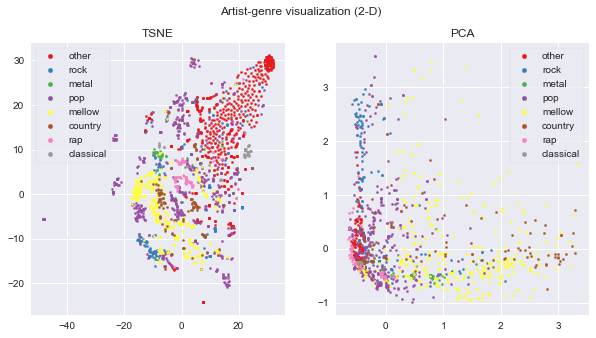 Artist-genre visualization (2-D)
TSNE
other
rock
metal
pop
mellow
country
rap
classical
30
20
10
0
−10
−20
−40
−20
0
20
PCA
other
rock
metal
pop
mellow
country
rap
classical
3
2
1
0
−1
0
1
2
3